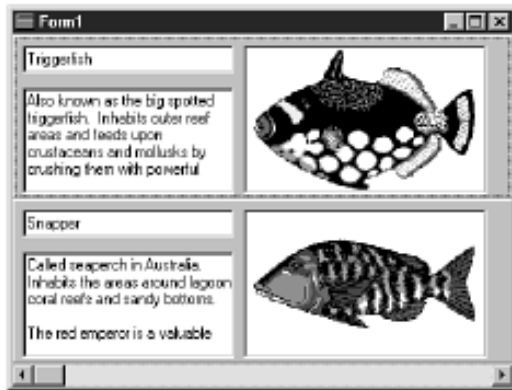 Form1
Triggerfish
Also known as the big spotted
triggerfish. Inhabits outer reef
areas and feeds upon
crustaceans and mollusks by
crushing them with powerful
Snapper
Called seaperch in Australia.
Inhabits the areas around lagoon
coral reefs and sandy bottoms.
The red emperor is a valuable